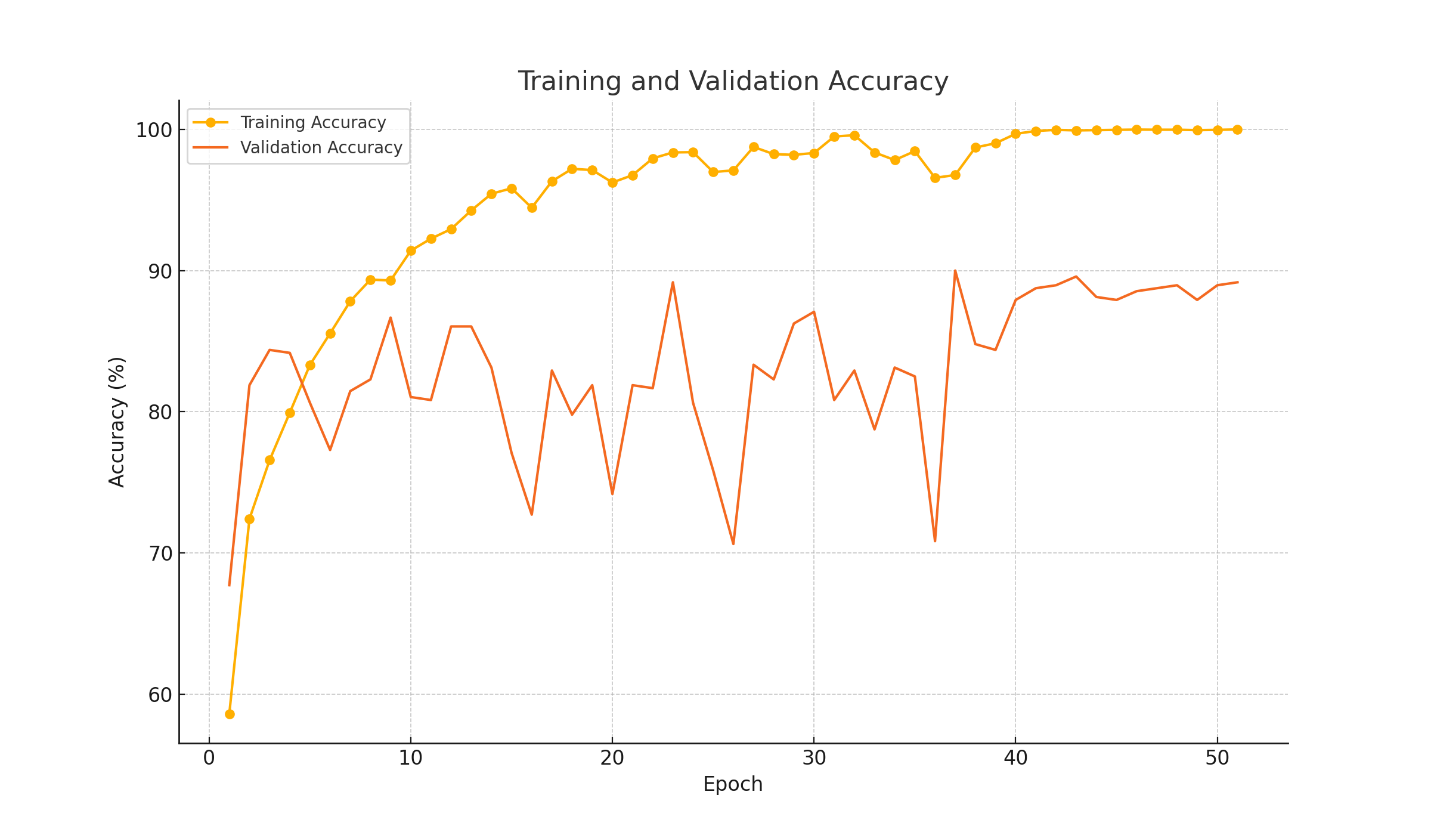 Training and Validation Accuracy
Training Accuracy
Validation Accuracy
100
90
80
70
60
Accuracy (%)
0 10 20 30 40 50
Epoch